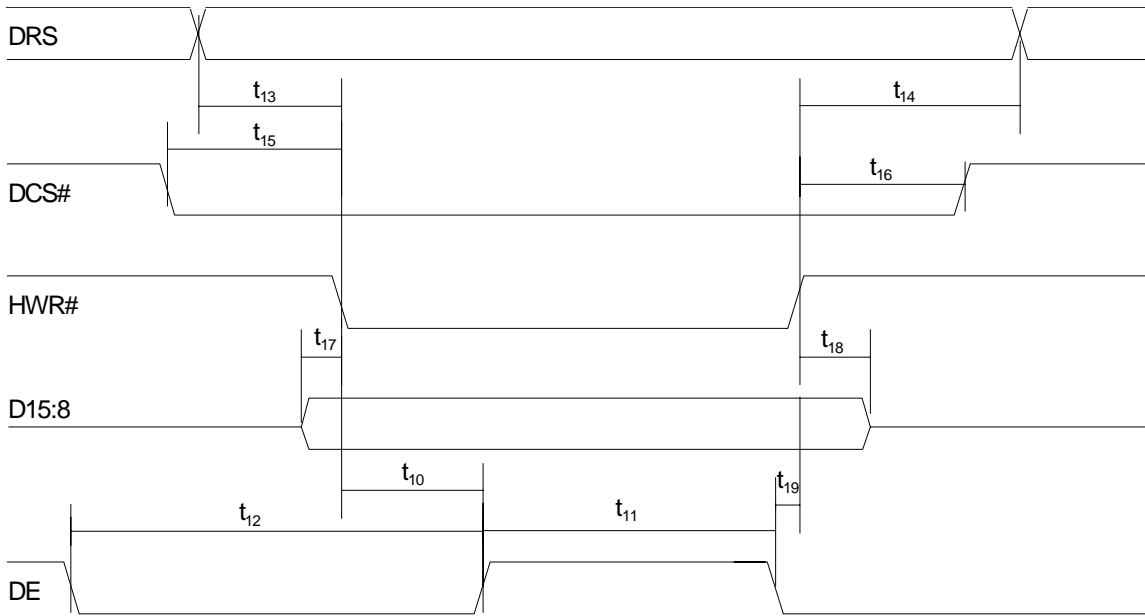 DRS
t13
t14
t15
DCS#
t16
HWR#
t17
t18
D15:8
t10
t19
t12
t11
DE